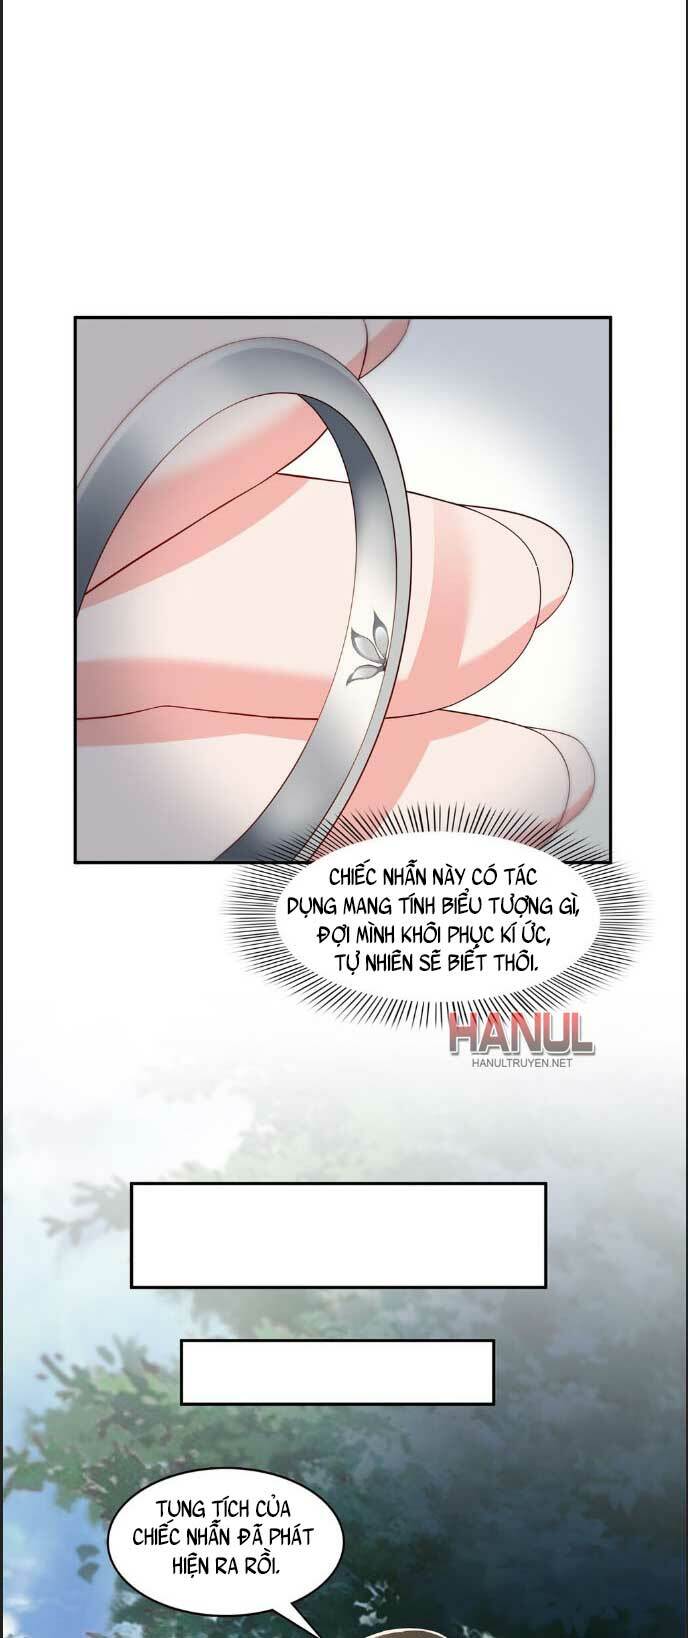 CHIẾC NHẪN NÀY CÓ TÁC
DỤNG MANG TÍNH BIỂU TƯỢNG GÌ,
ĐỢI MÌNH KHÔI PHỤC KÍ ỨC,
TỰ NHIÊN SẼ BIẾT THÔI.
HANUL
HANULTRUYEN.NET
TUNG TÍCH CỦA
CHIẾC NHẪN ĐÃ PHÁT
HIỆN RA RỒI.